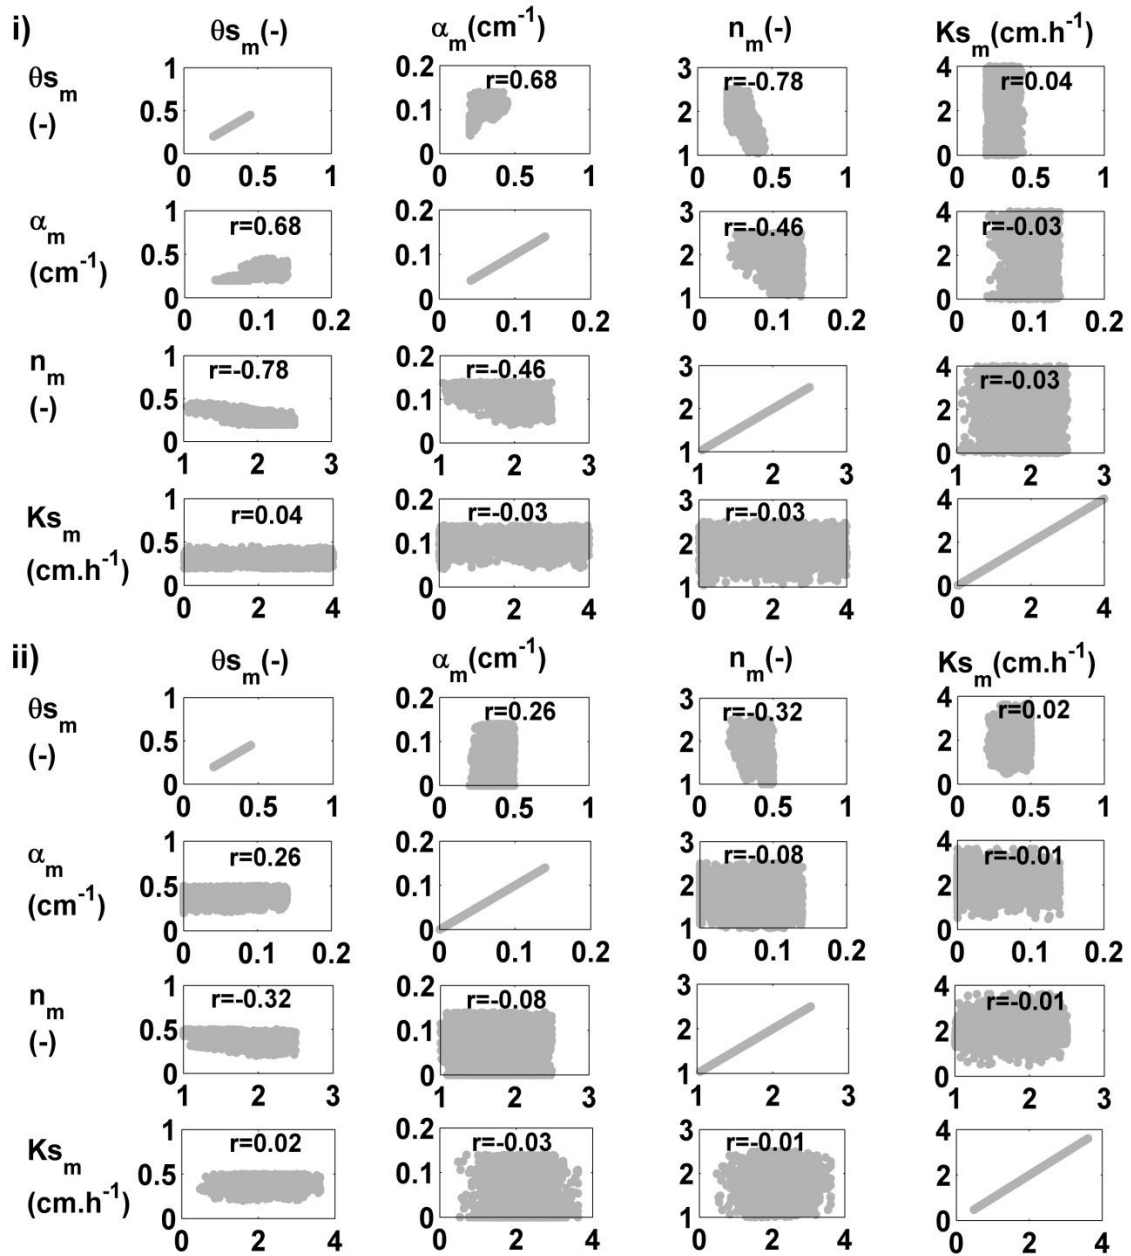 i)
θs_m(-) α_m(cm^-1) n_m(-) Ks_m(cm.h^-1)
θs_m
(-)
1
0.5
0
0 0.5 1
0.2
0.1
0
r=0.68
0 0.5 1
3
2
1
r=-0.78
0 0.5 1
4
2
0
r=0.04
0 0.5 1
α_m
(cm^-1)
1
0.5
0
r=0.68
0 0.1 0.2
0.2
0.1
0
0 0.1 0.2
3
2
1
r=-0.46
0 0.1 0.2
4
2
0
r=-0.03
0 0.1 0.2
n_m
(-)
1
0.5
0
r=-0.78
1 2 3
0.2
0.1
0
r=-0.46
1 2 3
3
2
1
1 2 3
4
2
0
r=-0.03
1 2 3
Ks_m
(cm.h^-1)
1
0.5
0
r=0.04
0 2 4
0.2
0.1
0
r=-0.03
0 2 4
3
2
1
r=-0.03
0 2 4
4
2
0
0 2 4
ii)
θs_m(-) α_m(cm^-1) n_m(-) Ks_m(cm.h^-1)
θs_m
(-)
1
0.5
0
0 0.5 1
0.2
0.1
0
r=0.26
0 0.5 1
3
2
1
r=-0.32
0 0.5 1
4
2
0
r=0.02
0 0.5 1
α_m
(cm^-1)
1
0.5
0
r=0.26
0 0.1 0.2
0.2
0.1
0
0 0.1 0.2
3
2
1
r=-0.08
0 0.1 0.2
4
2
0
r=-0.01
0 0.1 0.2
n_m
(-)
1
0.5
0
r=-0.32
1 2 3
0.2
0.1
0
r=-0.08
1 2 3
3
2
1
1 2 3
4
2
0
r=-0.01
1 2 3
Ks_m
(cm.h^-1)
1
0.5
0
r=0.02
0 2 4
0.2
0.1
0
r=-0.03
0 2 4
3
2
1
r=-0.01
0 2 4
4
2
0
0 2 4